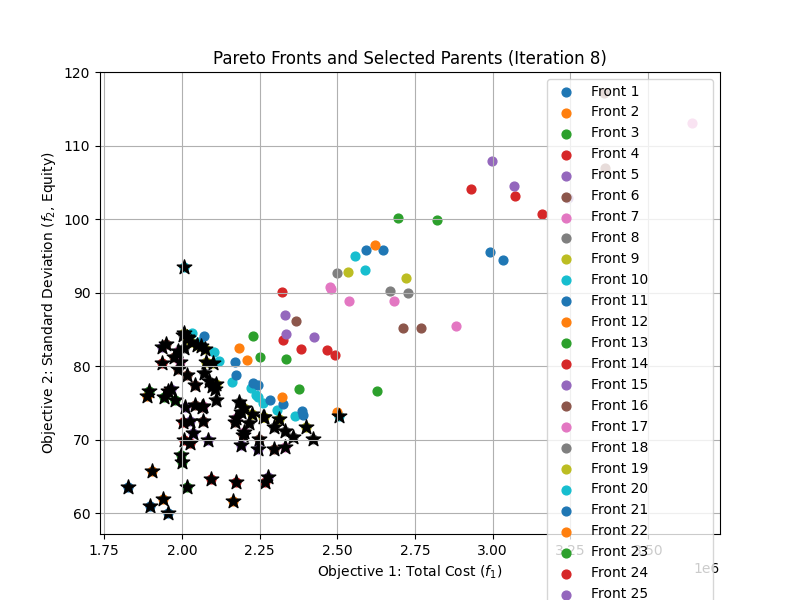 Pareto Fronts and Selected Parents (Iteration 8)
Objective 2: Standard Deviation (f₂, Equity)
120
110
100
90
80
70
60
1.75
2.00
2.25
2.50
2.75
3.00
3.25
3.50
1e6
Objective 1: Total Cost (f₁)
Front 1
Front 2
Front 3
Front 4
Front 5
Front 6
Front 7
Front 8
Front 9
Front 10
Front 11
Front 12
Front 13
Front 14
Front 15
Front 16
Front 17
Front 18
Front 19
Front 20
Front 21
Front 22
Front 23
Front 24
Front 25